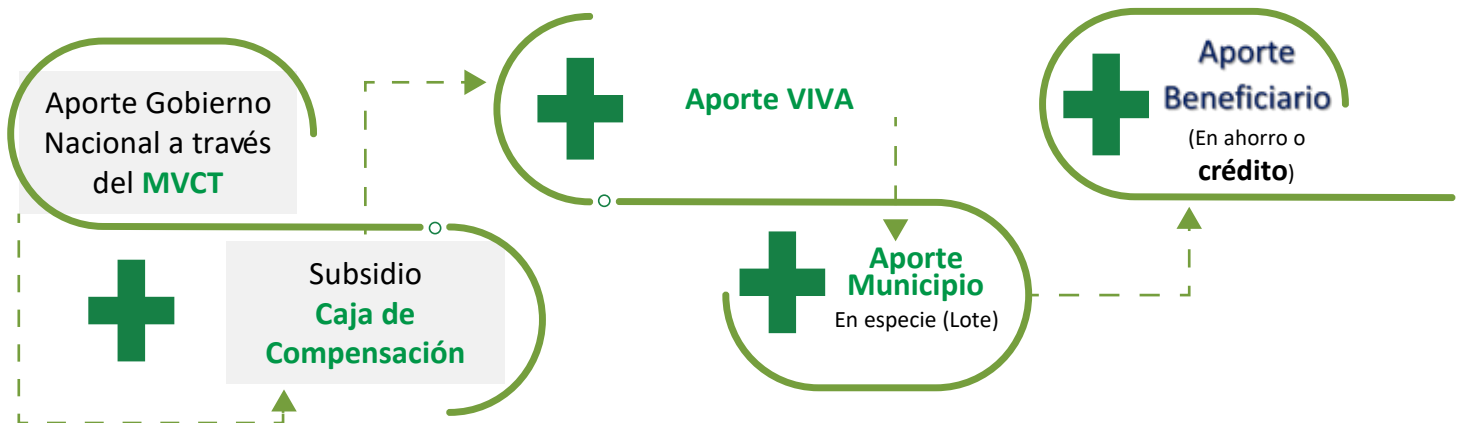 Aporte Gobierno
Nacional a través
del MVCT
Subsidio
Caja de
Compensación
Aporte VIVA
Aporte
Municipio
En especie (Lote)
Aporte
Beneficiario
(En ahorro o
crédito)